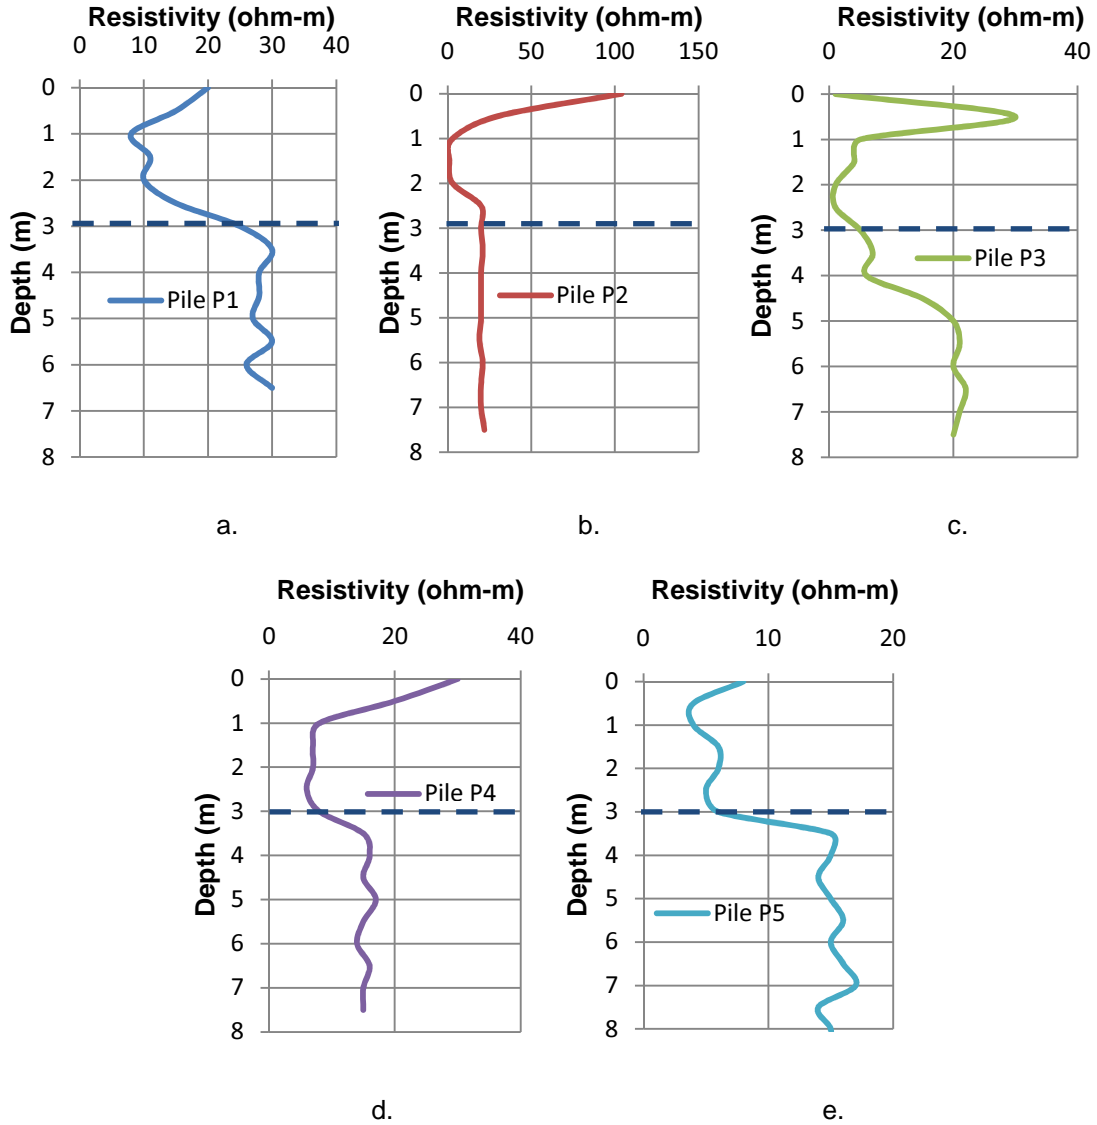 Resistivity (ohm-m)
0 10 20 30 40
0
1
2
3
4
5
6
7
8
Depth (m)
Pile P1
a.
Resistivity (ohm-m)
0 50 100 150
0
1
2
3
4
5
6
7
8
Depth (m)
Pile P2
b.
Resistivity (ohm-m)
0 20 40
0
1
2
3
4
5
6
7
8
Depth (m)
Pile P3
c.
Resistivity (ohm-m)
0 20 40
0
1
2
3
4
5
6
7
8
Depth (m)
Pile P4
d.
Resistivity (ohm-m)
0 10 20
0
1
2
3
4
5
6
7
8
Depth (m)
Pile P5
e.